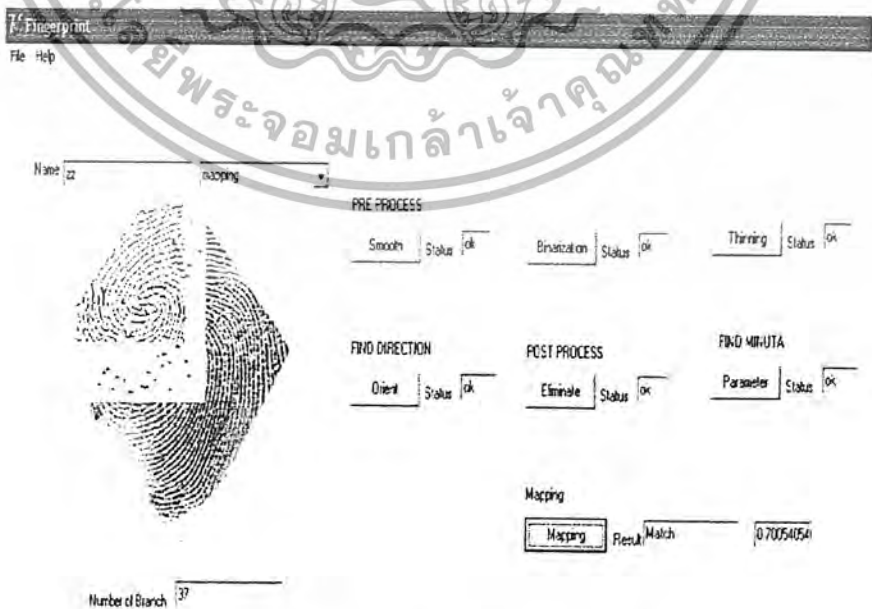 Fingerprint
File Help
พระจอมเกล้าเจ้าคุณ
Name zz mapping
PRE PROCESS
Smooth Status ok Binarization Status ok Thinning Status ok
FIND DIRECTION POST PROCESS FIND MINUTA
Orient Status ok Eliminate Status ok Parameter Status ok
Mapping
Mapping Result Match 0.70054054
Number of Branch 37